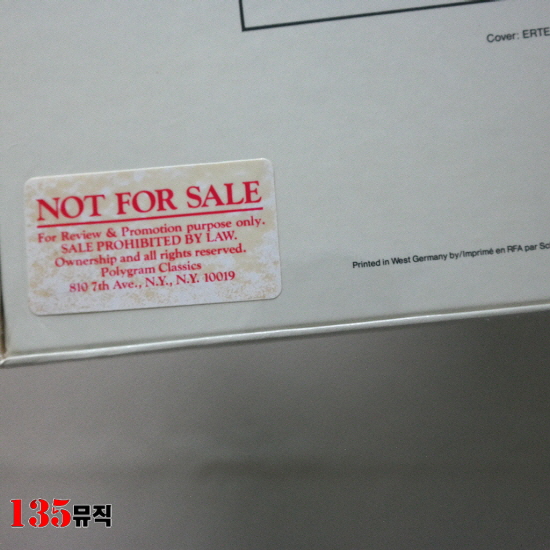 Cover: ERTE
NOT FOR SALE
For Review & Promotion purpose only.
SALE PROHIBITED BY LAW.
Ownership and all rights reserved.
Polygram Classics
810 7th Ave., N.Y., N.Y. 10019
Printed in West Germany by/Imprimé en RFA par So
135뮤직